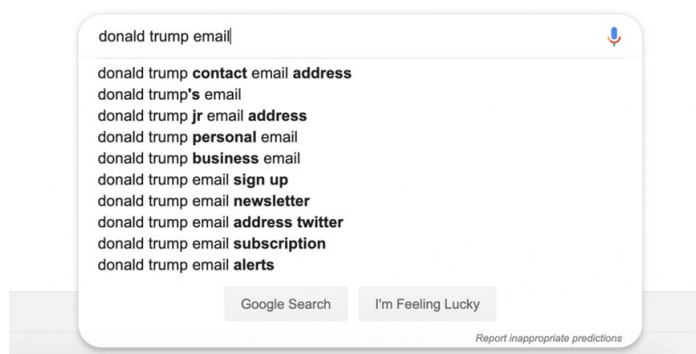 donald trump email
donald trump contact email address
donald trump's email
donald trump jr email address
donald trump personal email
donald trump business email
donald trump email sign up
donald trump email newsletter
donald trump email address twitter
donald trump email subscription
donald trump email alerts
Google Search I'm Feeling Lucky
Report inappropriate predictions